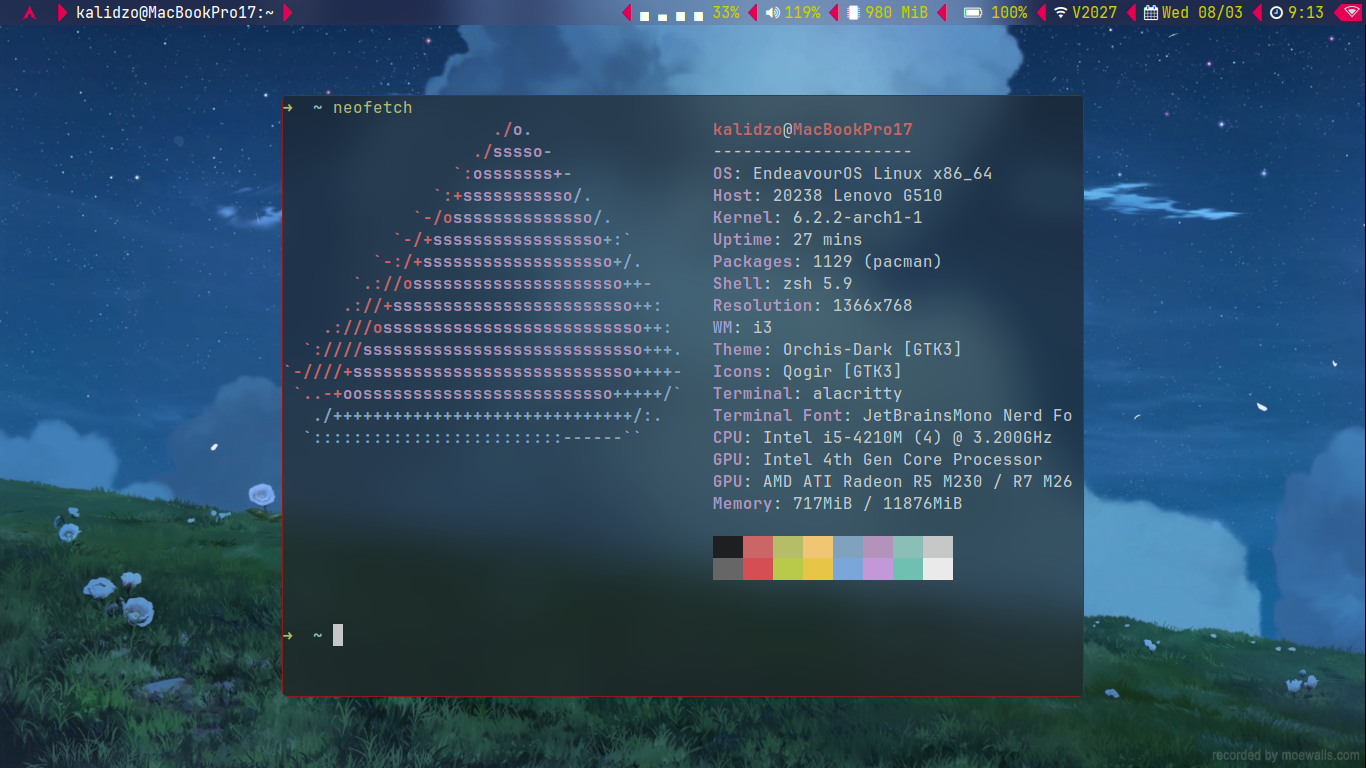 kalidzo@MacBookPro17:~ 33% 119% 980 MiB 100% V2027 Wed 08/03 9:13
→ ~ neofetch
./o.
./sssso-
`:osssssss+-
`:+sssssssssso/.
`-/ossssssssssssso/.
`-/+sssssssssssssssso+:`
`-:/+sssssssssssssssssso+/.
`.://osssssssssssssssssssso++-
.://+ssssssssssssssssssssssso++:
.:///ossssssssssssssssssssssssso++:
`:////ssssssssssssssssssssssssssso+++.
`-////+ssssssssssssssssssssssssssso++++-
`..-+oosssssssssssssssssssssssso+++++/`
./++++++++++++++++++++++++++++++/:.
`:::::::::::::::::::::::::------``
kalidzo@MacBookPro17
--------------------
OS: EndeavourOS Linux x86_64
Host: 20238 Lenovo G510
Kernel: 6.2.2-arch1-1
Uptime: 27 mins
Packages: 1129 (pacman)
Shell: zsh 5.9
Resolution: 1366x768
WM: i3
Theme: Orchis-Dark [GTK3]
Icons: Qogir [GTK3]
Terminal: alacritty
Terminal Font: JetBrainsMono Nerd Fo
CPU: Intel i5-4210M (4) @ 3.200GHz
GPU: Intel 4th Gen Core Processor
GPU: AMD ATI Radeon R5 M230 / R7 M26
Memory: 717MiB / 11876MiB
→ ~
recorded by moewalls.com